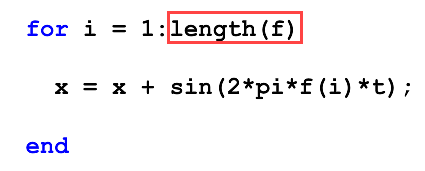 for i = 1:length(f)
x = x + sin(2*pi*f(i)*t);
end